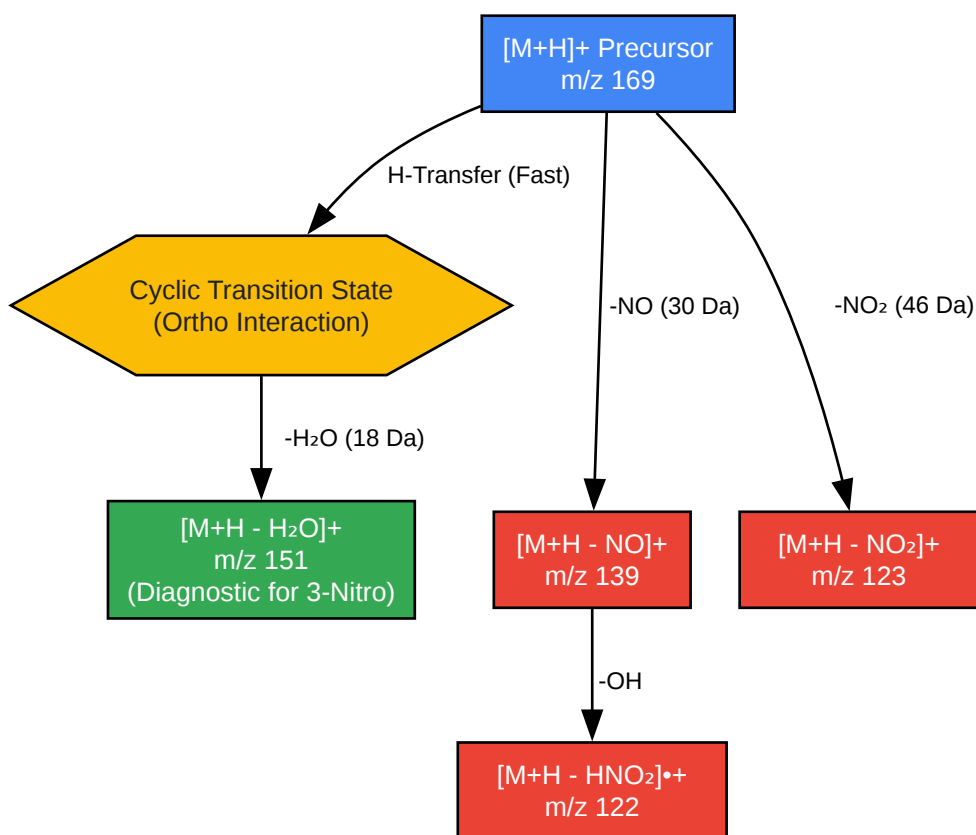 [M+H]+ Precursor
m/z 169
H-Transfer (Fast)
Cyclic Transition State
(Ortho Interaction)
-NO (30 Da)
-NO₂ (46 Da)
-H₂O (18 Da)
[M+H - H₂O]+
m/z 151
(Diagnostic for 3-Nitro)
[M+H - NO]+
m/z 139
[M+H - NO₂]+
m/z 123
-OH
[M+H - HNO₂]•+
m/z 122